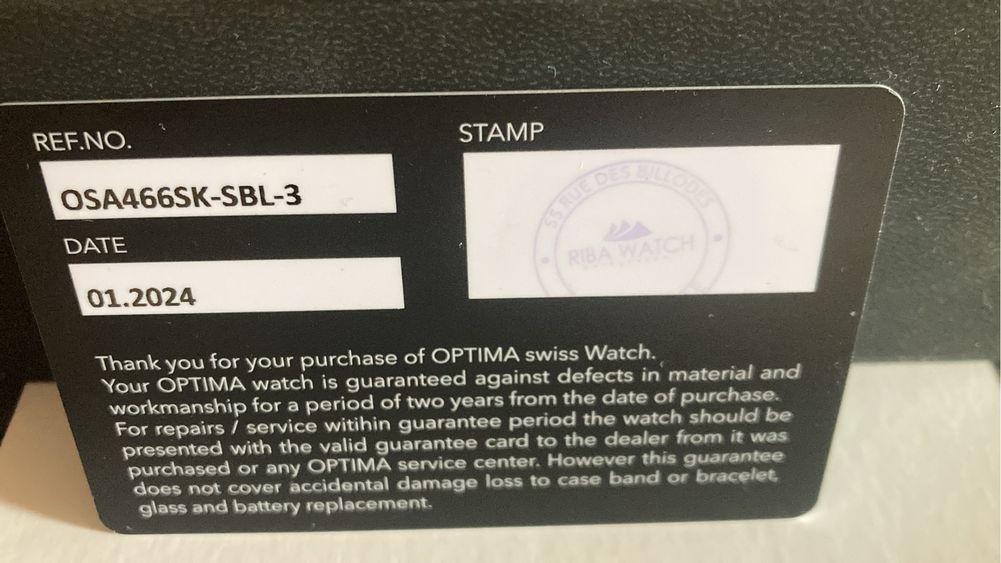 REF.NO.
OSA466SK-SBL-3
DATE
01.2024
STAMP
55 RUE DES BILLODES
RIBA WATCH
Thank you for your purchase of OPTIMA swiss Watch.
Your OPTIMA watch is guaranteed against defects in material and
workmanship for a period of two years from the date of purchase.
For repairs / service witihin guarantee period the watch should be
presented with the valid guarantee card to the dealer from it was
purchased or any OPTIMA service center. However this guarantee
does not cover accidental damage loss to case band or bracelet,
glass and battery replacement.